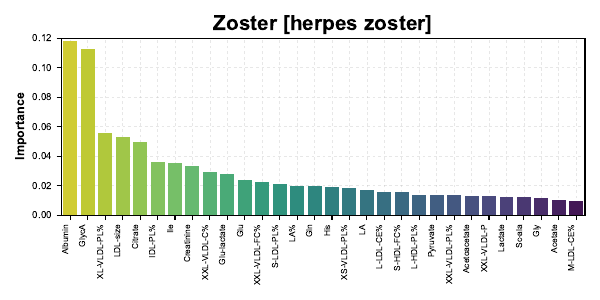 Zoster [herpes zoster]
Importance
0.12
0.10
0.08
0.06
0.04
0.02
0.00
Albumin
GlycA
XL-VLDL-PL%
LDL-size
Citrate
IDL-PL%
Ile
Creatinine
XXL-VLDL-C%
Glu-lactate
Glu
XXL-VLDL-FC%
S-LDL-PL%
LA%
Gln
His
XS-VLDL-PL%
LA
L-LDL-CE%
S-HDL-FC%
L-HDL-PL%
Pyruvate
XXL-VLDL-PL%
Acetoacetate
XXL-VLDL-P
Lactate
Gly
Acetate
M-LDL-CE%